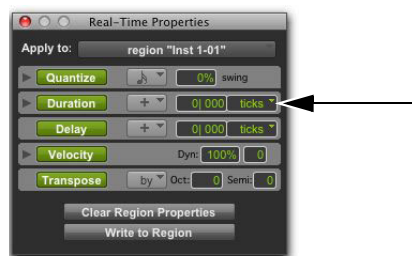 Real-Time Properties
Apply to: region "Inst 1-01"
Quantize 0% swing
Duration + 0| 000 ticks
Delay + 0| 000 ticks
Velocity Dyn: 100% 0
Transpose by Oct: 0 Semi: 0
Clear Region Properties
Write to Region